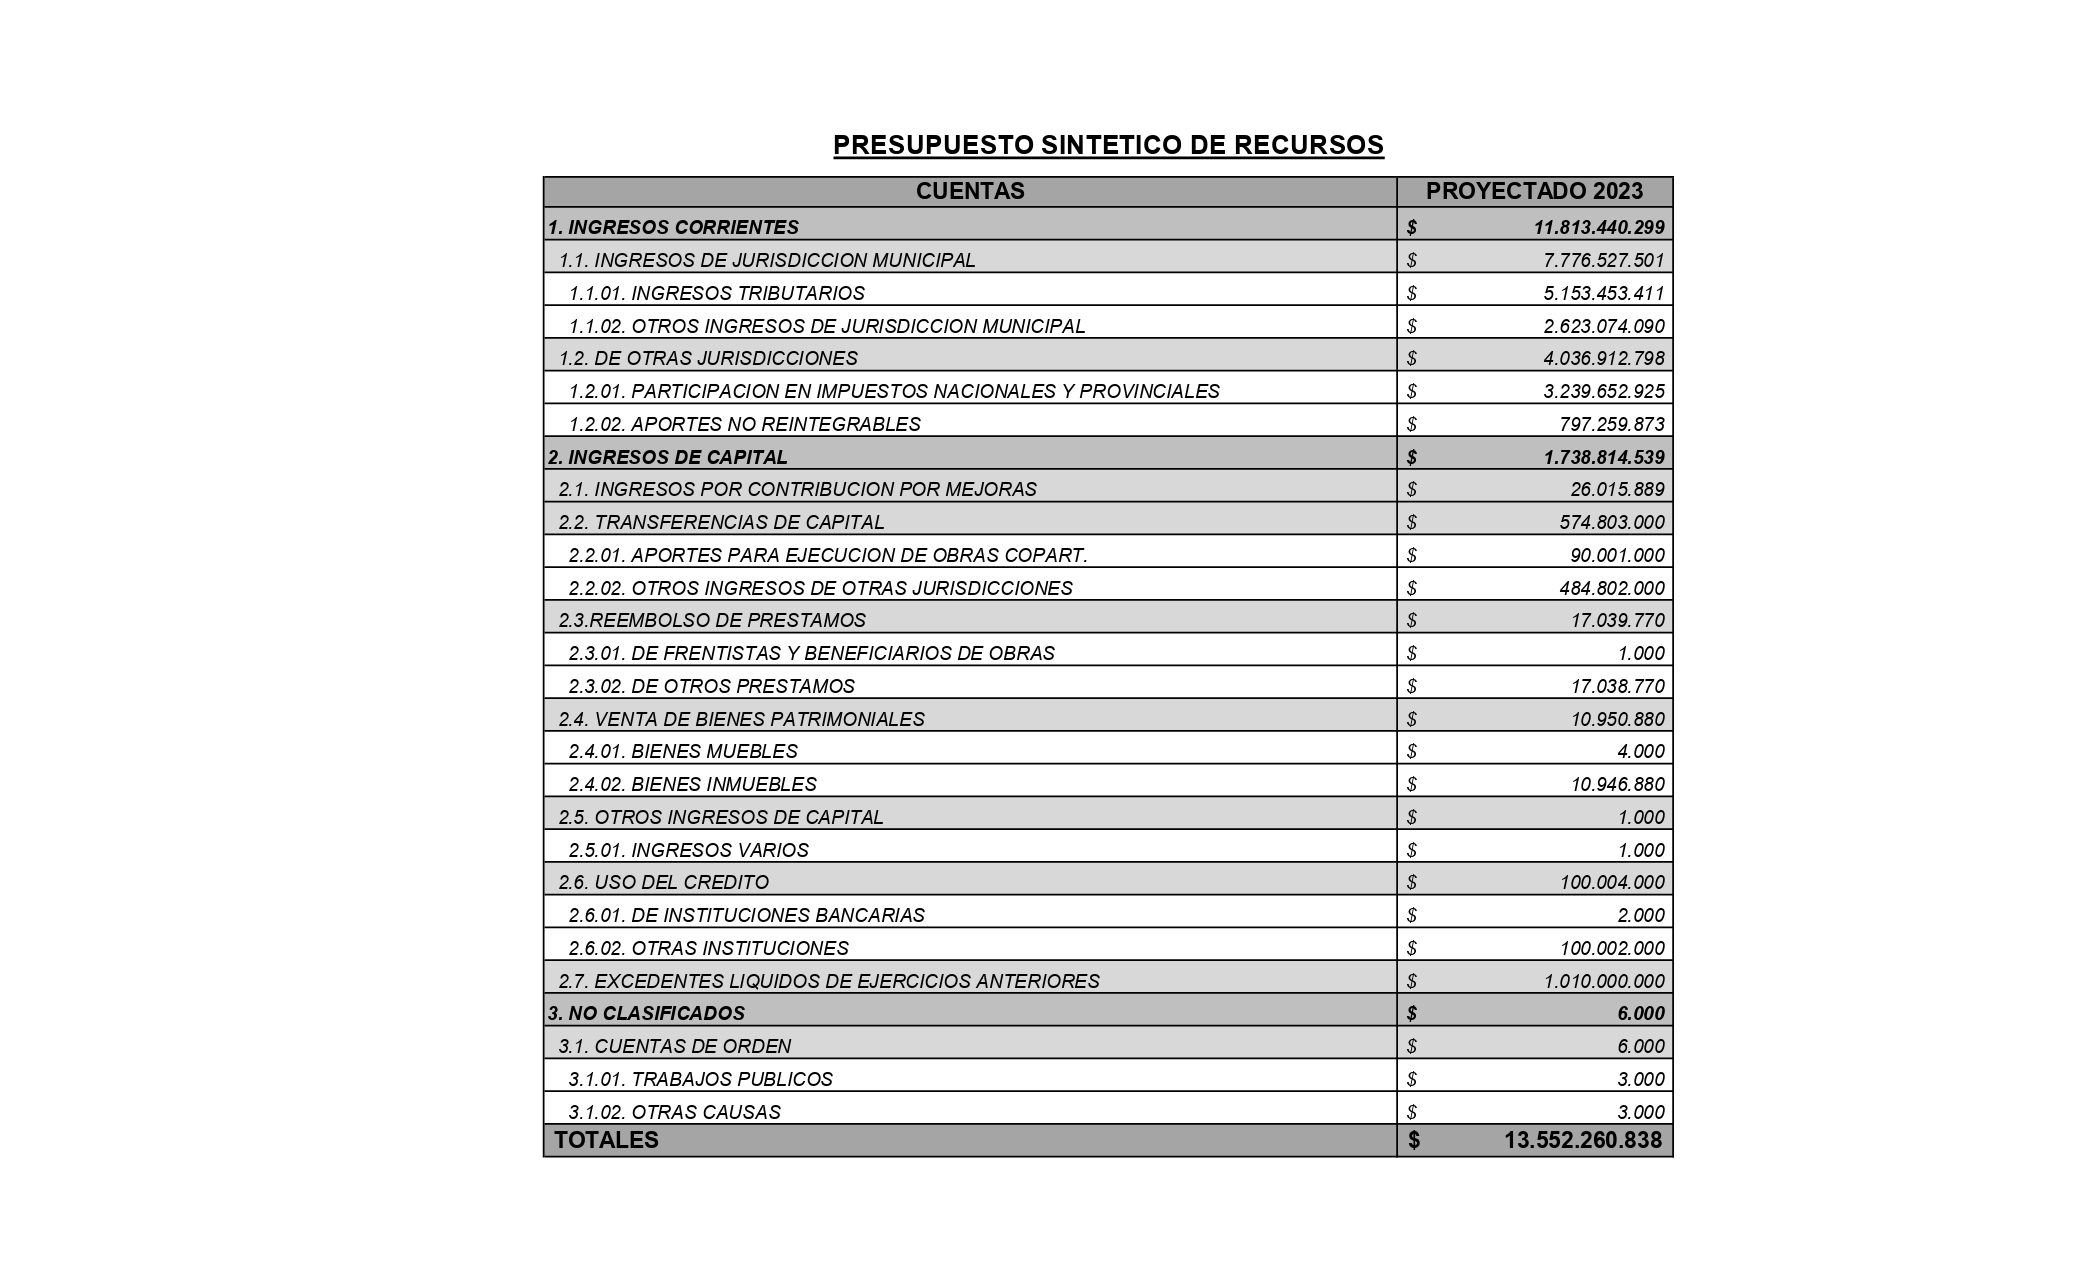 PRESUPUESTO SINTETICO DE RECURSOS
CUENTAS PROYECTADO 2023
1. INGRESOS CORRIENTES $ 11.813.440.299
1.1. INGRESOS DE JURISDICCION MUNICIPAL $ 7.776.527.501
1.1.01. INGRESOS TRIBUTARIOS $ 5.153.453.411
1.1.02. OTROS INGRESOS DE JURISDICCION MUNICIPAL $ 2.623.074.090
1.2. DE OTRAS JURISDICCIONES $ 4.036.912.798
1.2.01. PARTICIPACION EN IMPUESTOS NACIONALES Y PROVINCIALES $ 3.239.652.925
1.2.02. APORTES NO REINTEGRABLES $ 797.259.873
2. INGRESOS DE CAPITAL $ 1.738.814.539
2.1. INGRESOS POR CONTRIBUCION POR MEJORAS $ 26.015.889
2.2. TRANSFERENCIAS DE CAPITAL $ 574.803.000
2.2.01. APORTES PARA EJECUCION DE OBRAS COPART. $ 90.001.000
2.2.02. OTROS INGRESOS DE OTRAS JURISDICCIONES $ 484.802.000
2.3.REEMBOLSO DE PRESTAMOS $ 17.039.770
2.3.01. DE FRENTISTAS Y BENEFICIARIOS DE OBRAS $ 1.000
2.3.02. DE OTROS PRESTAMOS $ 17.038.770
2.4. VENTA DE BIENES PATRIMONIALES $ 10.950.880
2.4.01. BIENES MUEBLES $ 4.000
2.4.02. BIENES INMUEBLES $ 10.946.880
2.5. OTROS INGRESOS DE CAPITAL $ 1.000
2.5.01. INGRESOS VARIOS $ 1.000
2.6. USO DEL CREDITO $ 100.004.000
2.6.01. DE INSTITUCIONES BANCARIAS $ 2.000
2.6.02. OTRAS INSTITUCIONES $ 100.002.000
2.7. EXCEDENTES LIQUIDOS DE EJERCICIOS ANTERIORES $ 1.010.000.000
3. NO CLASIFICADOS $ 6.000
3.1. CUENTAS DE ORDEN $ 6.000
3.1.01. TRABAJOS PUBLICOS $ 3.000
3.1.02. OTRAS CAUSAS $ 3.000
TOTALES $ 13.552.260.838